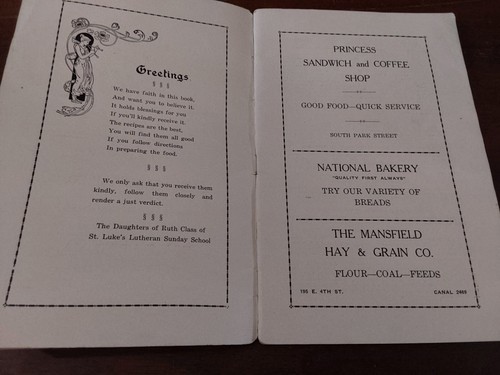 Greetings
§ § §
We have faith in this book,
And want you to believe it.
It holds blessings for you
If you'll kindly receive it.
The recipes are the best,
You will find them all good
If you follow directions
In preparing the food.
§ § §
We only ask that you receive them
kindly, follow them closely and
render a just verdict.
§ § §
The Daughters of Ruth Class of
St. Luke's Lutheran Sunday School
PRINCESS
SANDWICH and COFFEE
SHOP
GOOD FOOD—QUICK SERVICE
SOUTH PARK STREET
NATIONAL BAKERY
"QUALITY FIRST ALWAYS"
TRY OUR VARIETY OF
BREADS
THE MANSFIELD
HAY & GRAIN CO.
FLOUR—COAL—FEEDS
E. 4TH ST. CANAL